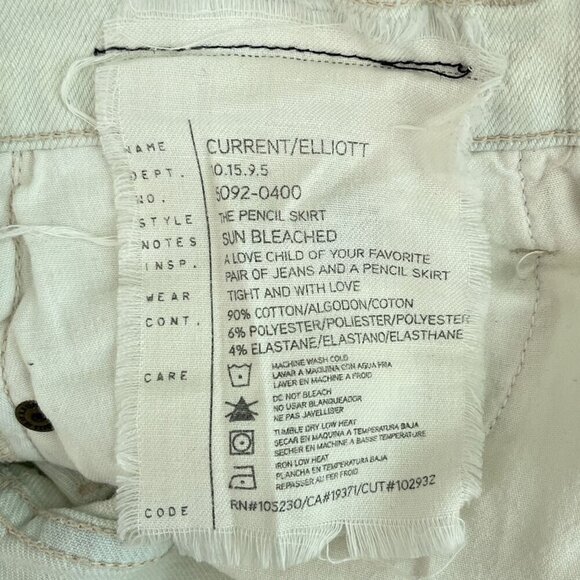 NAME CURRENT/ELLIOTT
DEPT. 10.15.9.5
NO. 5092-0400
STYLE THE PENCIL SKIRT
NOTES SUN BLEACHED
INSP. A LOVE CHILD OF YOUR FAVORITE
PAIR OF JEANS AND A PENCIL SKIRT
WEAR TIGHT AND WITH LOVE
CONT. 90% COTTON/ALGODON/COTON
6% POLYESTER/POLIESTER/POLYESTER
4% ELASTANE/ELASTANO/ELASTHANE
CARE MACHINE WASH COLD
LAVAR A MAQUINA CON AGUA FRIA
LAVER EN MACHINE A FROID
DO NOT BLEACH
NO USAR BLANQUEADOR
NE PAS JAVELLISER
TUMBLE DRY LOW HEAT
SECAR EN MAQUINA A TEMPERATURA BAJA
SECHER EN MACHINE A BASSE TEMPERATURE
IRON LOW HEAT
PLANCHA EN TEMPERATURA BAJA
REPASSER AU FER FROID
CODE RN#105230/CA#19371/CUT#102932